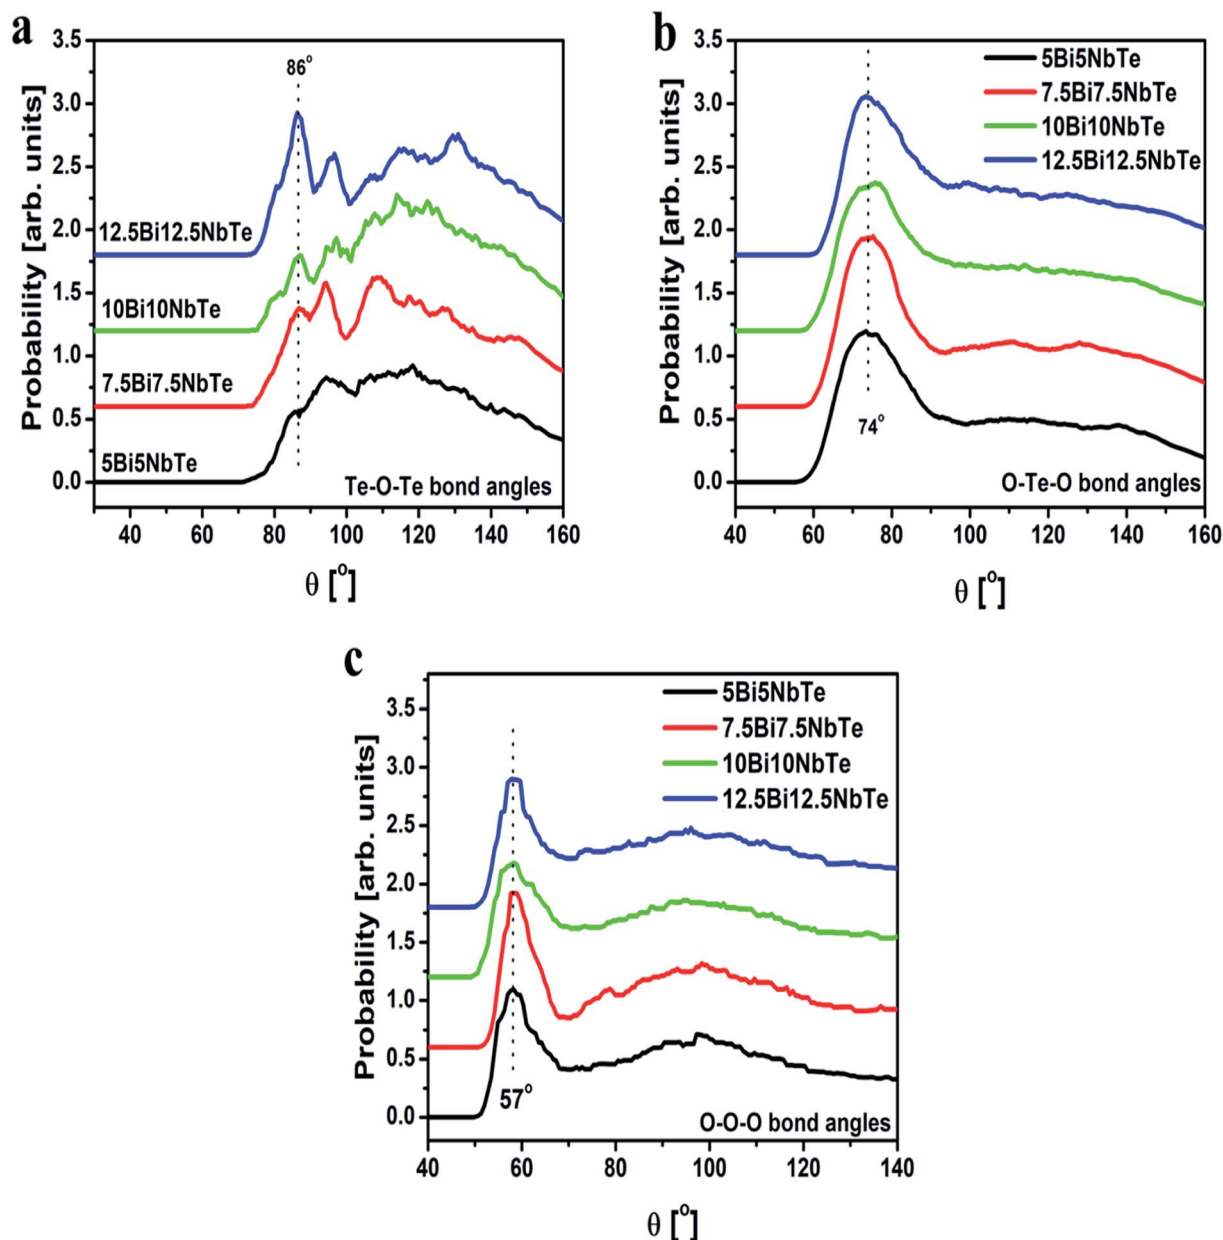 a
Probability [arb. units]
3.5
3.0
2.5
2.0
1.5
1.0
0.5
0.0
86°
12.5Bi12.5NbTe
10Bi10NbTe
7.5Bi7.5NbTe
5Bi5NbTe
Te-O-Te bond angles
40 60 80 100 120 140 160
θ [°]
b
Probability [arb. units]
3.5
3.0
2.5
2.0
1.5
1.0
0.5
0.0
5Bi5NbTe
7.5Bi7.5NbTe
10Bi10NbTe
12.5Bi12.5NbTe
74°
O-Te-O bond angles
40 60 80 100 120 140 160
θ [°]
c
Probability [arb. units]
3.5
3.0
2.5
2.0
1.5
1.0
0.5
0.0
5Bi5NbTe
7.5Bi7.5NbTe
10Bi10NbTe
12.5Bi12.5NbTe
57°
O-O-O bond angles
40 60 80 100 120 140
θ [°]